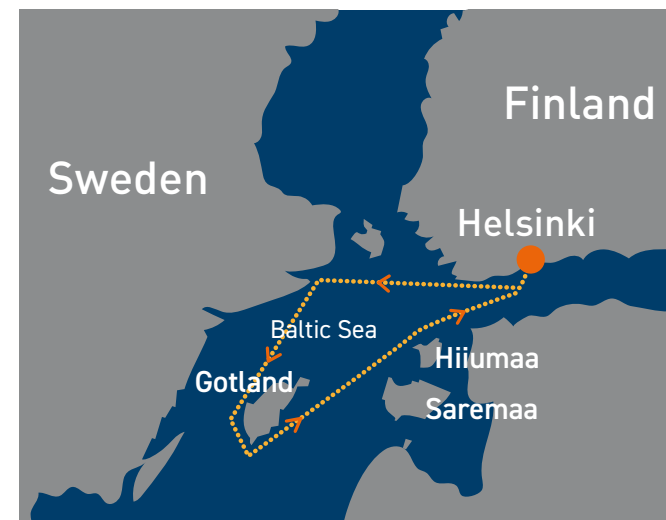 Finland
Sweden
Helsinki
Baltic Sea
Hiiumaa
Gotland
Saremaa